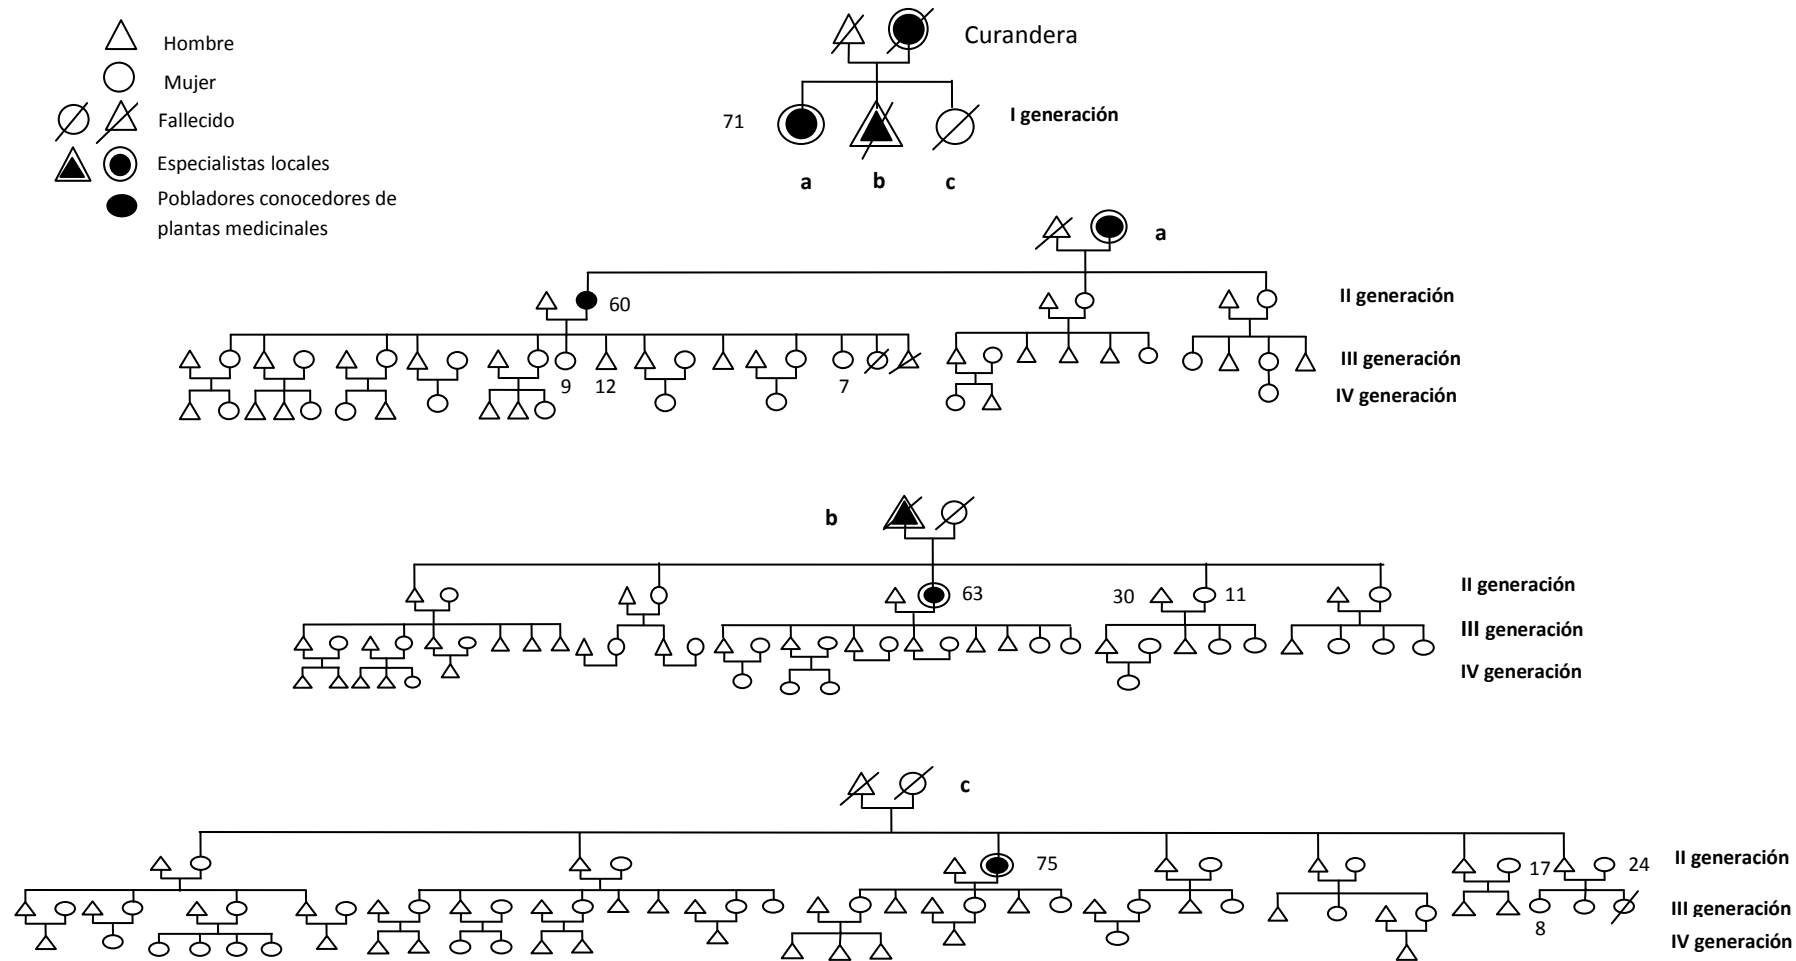 Hombre
Mujer
Fallecido
Especialistas locales
Pobladores conocedores de
plantas medicinales
Curandera
71
I generación
a
b
c
a
60
II generación
III generación
9
12
7
IV generación
b
63
30
11
II generación
III generación
IV generación
c
75
17
24
II generación
III generación
8
IV generación